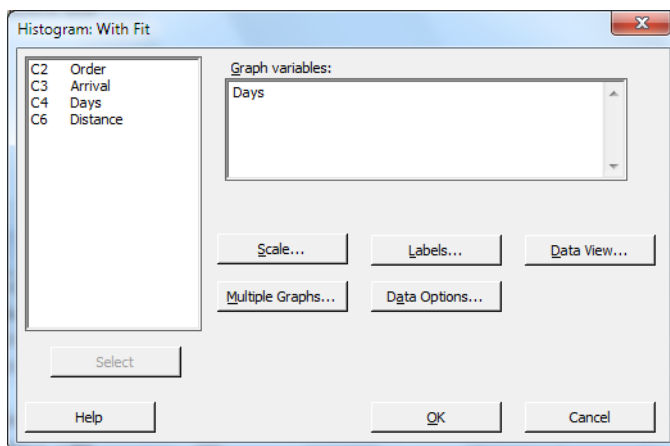 Histogram: With Fit
C2 Order
C3 Arrival
C4 Days
C6 Distance
Graph variables:
Days
Scale...
Labels...
Data View...
Multiple Graphs...
Data Options...
Select
Help
OK
Cancel